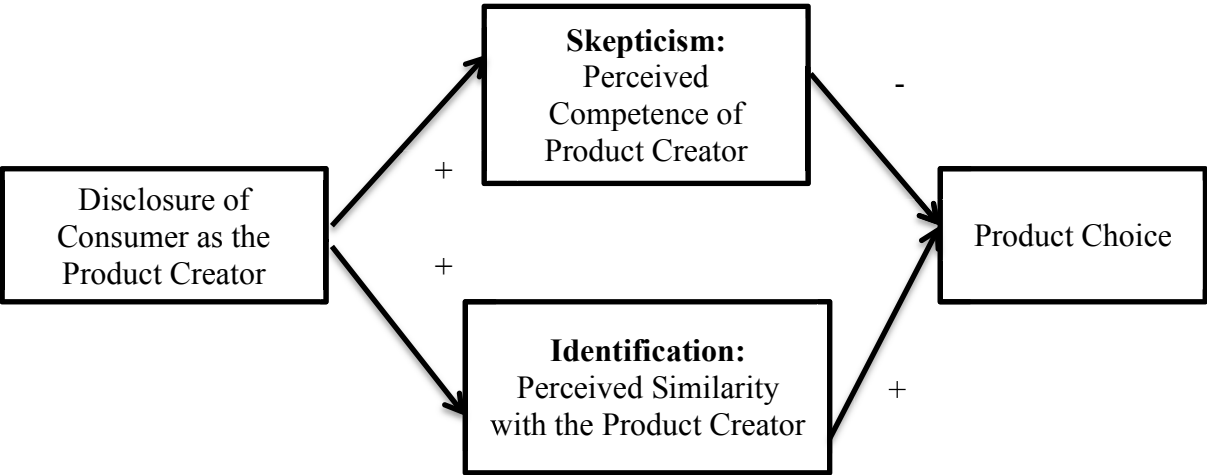 Skepticism:
Perceived
Competence of
Product Creator
-
+
Disclosure of
Consumer as the
Product Creator
+
Product Choice
Identification:
Perceived Similarity
with the Product Creator
+